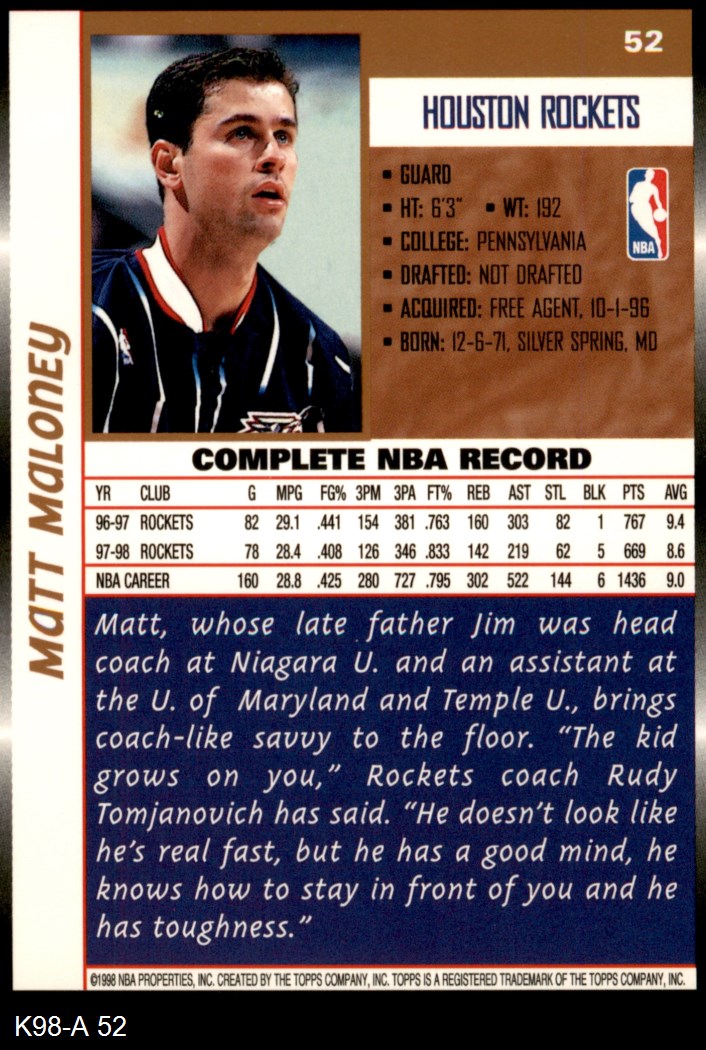 52
HOUSTON ROCKETS
• GUARD
• HT: 6'3" • WT: 192
• COLLEGE: PENNSYLVANIA
• DRAFTED: NOT DRAFTED
• ACQUIRED: FREE AGENT, 10-1-96
• BORN: 12-6-71, SILVER SPRING, MD
NBA
MaTT MaLONEy
COMPLETE NBA RECORD
YR CLUB G MPG FG% 3PM 3PA FT% REB AST STL BLK PTS AVG
96-97 ROCKETS 82 29.1 .441 154 381 .763 160 303 82 1 767 9.4
97-98 ROCKETS 78 28.4 .408 126 346 .833 142 219 62 5 669 8.6
NBA CAREER 160 28.8 .425 280 727 .795 302 522 144 6 1436 9.0
Matt, whose late father Jim was head
coach at Niagara U. and an assistant at
the U. of Maryland and Temple U., brings
coach-like savvy to the floor. “The kid
grows on you,” Rockets coach Rudy
Tomjanovich has said. “He doesn’t look like
he’s real fast, but he has a good mind, he
knows how to stay in front of you and he
has toughness.”
©1998 NBA PROPERTIES, INC. CREATED BY THE TOPPS COMPANY, INC. TOPPS IS A REGISTERED TRADEMARK OF THE TOPPS COMPANY, INC.
K98-A 52